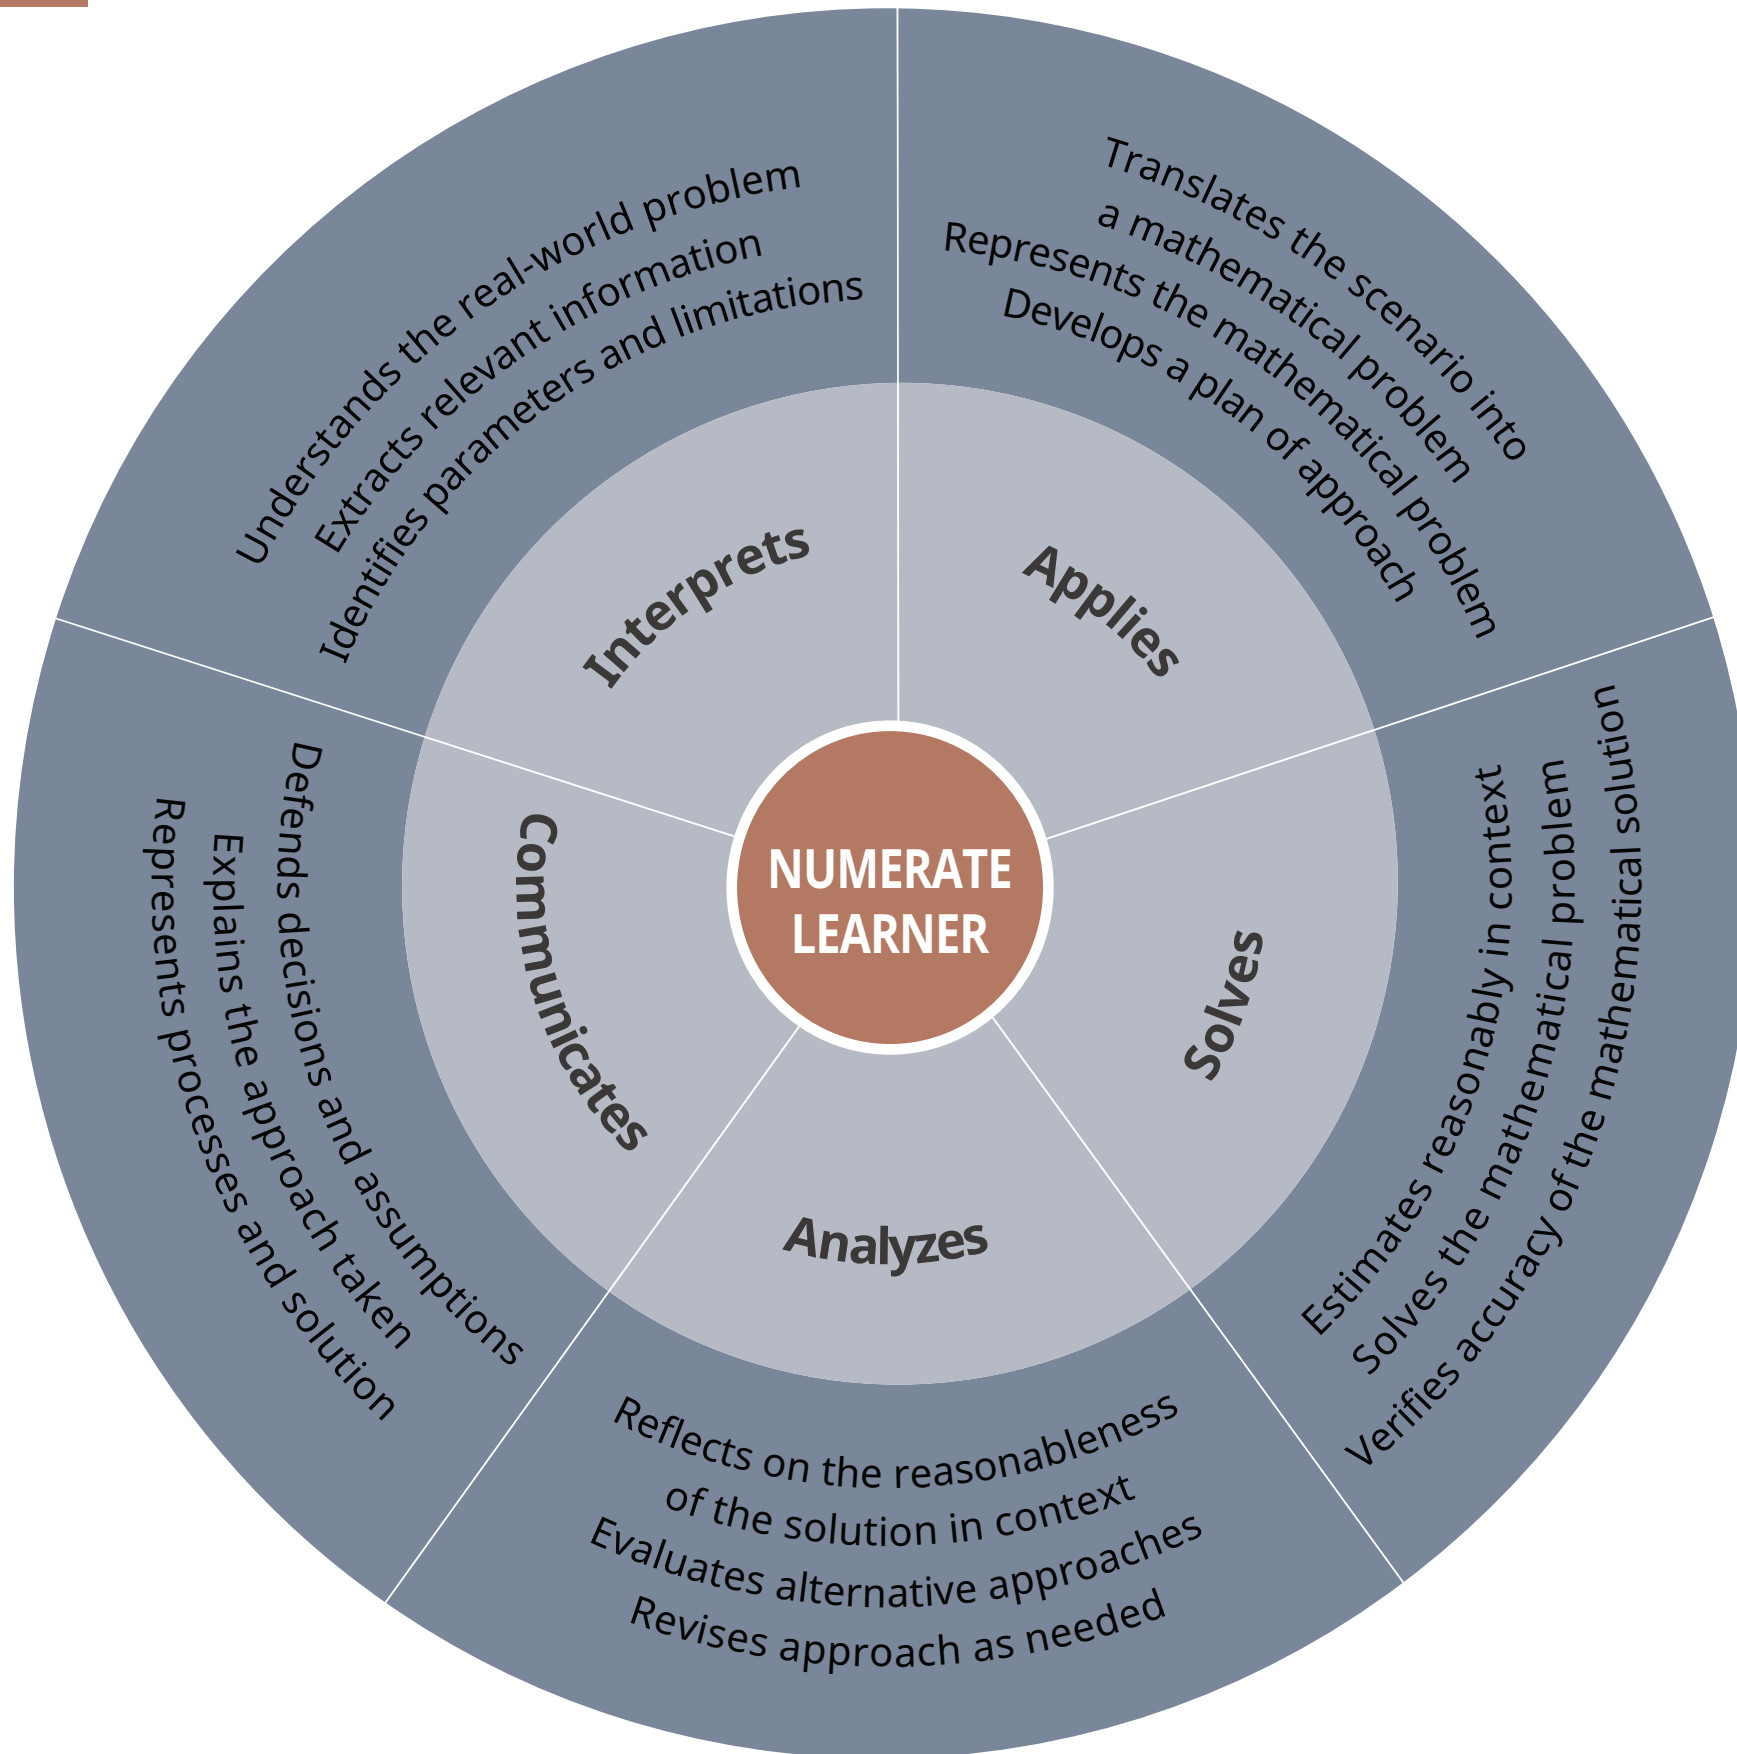 NUMERATE
LEARNER
Interprets
Understands the real-world problem
Extracts relevant information
Identifies parameters and limitations
Applies
Translates the scenario into
a mathematical problem
Represents the mathematical problem
Develops a plan of approach
Solves
Estimates reasonably in context
Solves the mathematical problem
Verifies accuracy of the mathematical solution
Analyzes
Reflects on the reasonableness
of the solution in context
Evaluates alternative approaches
Revises approach as needed
Communicates
Defends decisions and assumptions
Explains the approach taken
Represents processes and solution